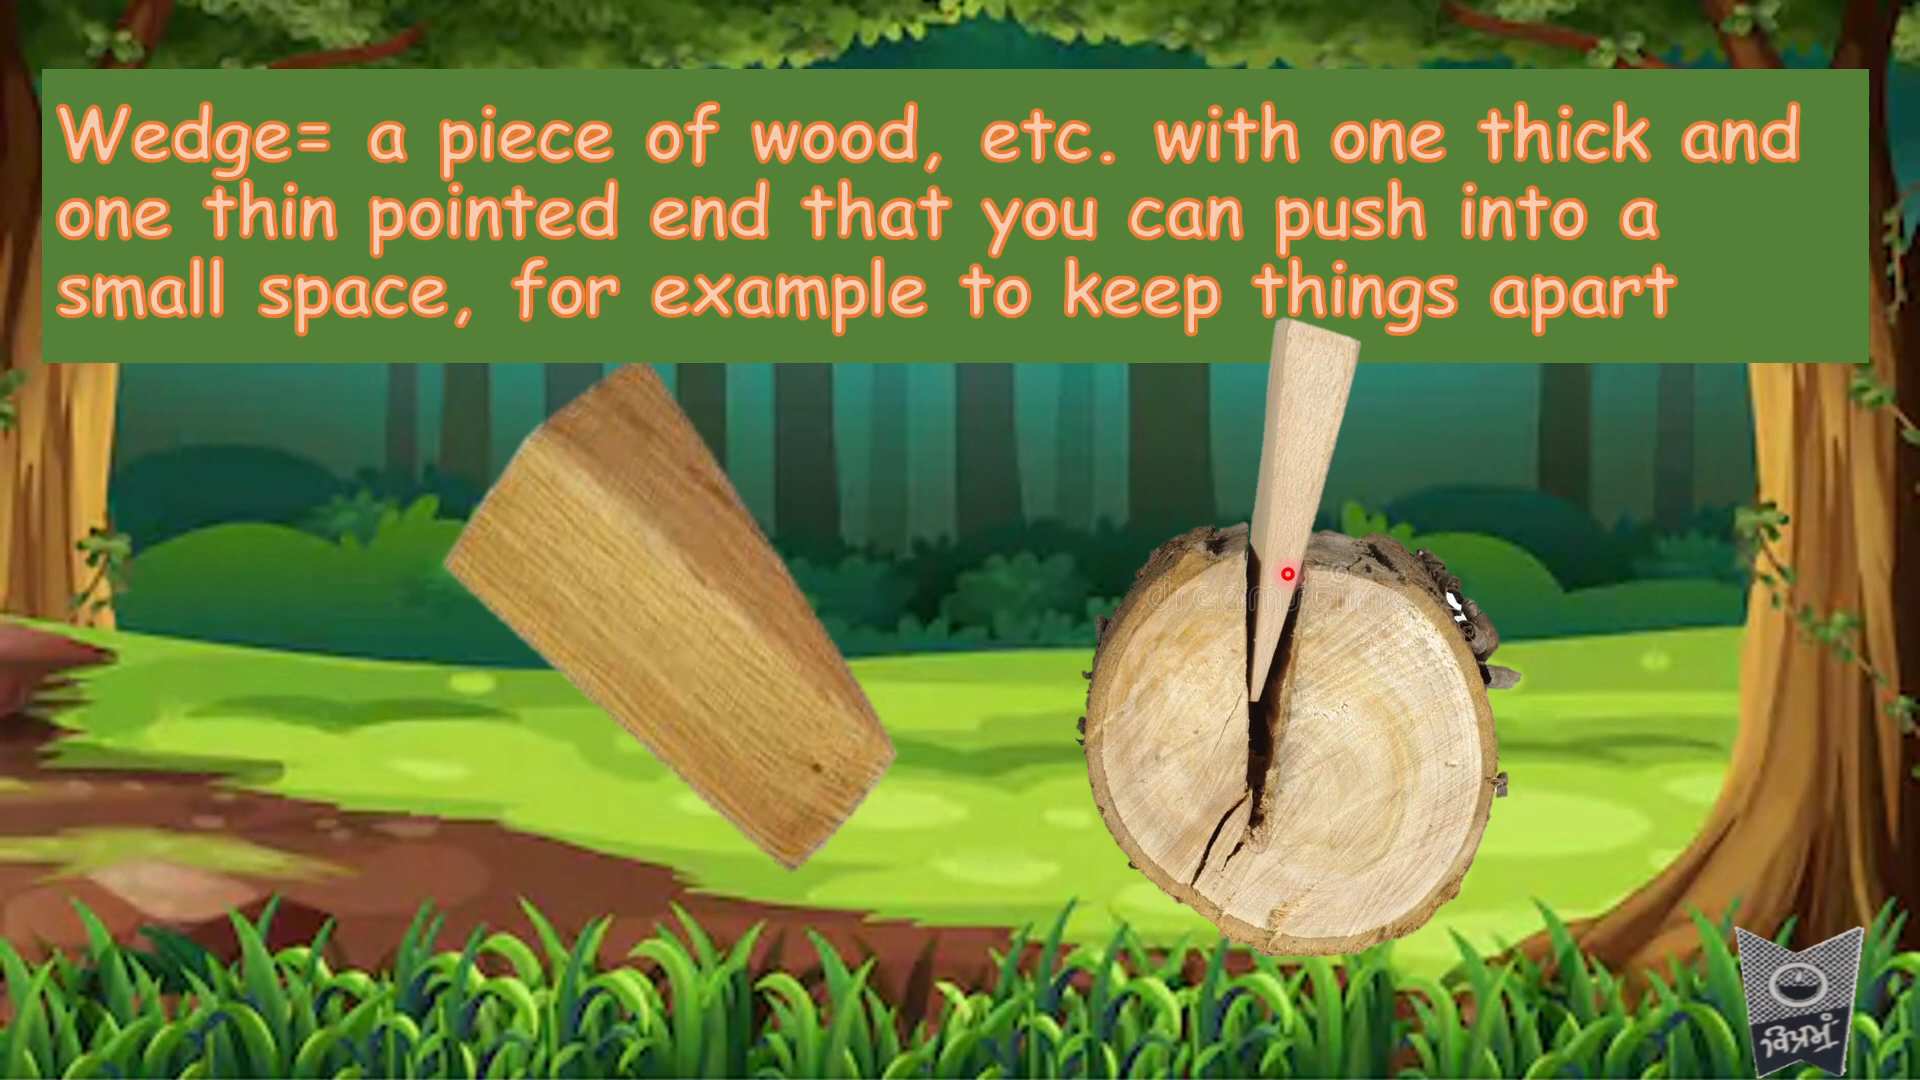 Wedge= a piece of wood, etc. with one thick and
one thin pointed end that you can push into a
small space, for example to keep things apart
dreamstime